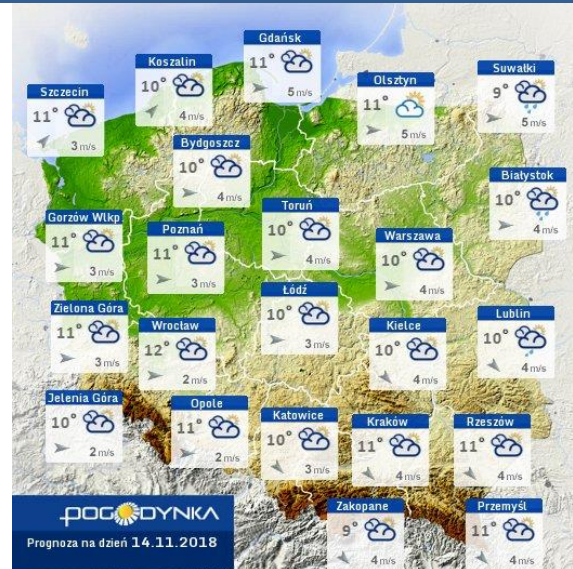 Gdańsk
11°
5 m/s
Koszalin
10°
4 m/s
Suwałki
9°
5 m/s
Olsztyn
11°
5 m/s
Szczecin
11°
3 m/s
Bydgoszcz
10°
4 m/s
Białystok
10°
4 m/s
Toruń
10°
4 m/s
Gorzów Wlkp
11°
3 m/s
Poznań
11°
3 m/s
Warszawa
10°
4 m/s
Łódź
10°
3 m/s
Zielona Góra
11°
3 m/s
Wrocław
12°
2 m/s
Kielce
10°
4 m/s
Lublin
10°
4 m/s
Jelenia Góra
10°
2 m/s
Opole
11°
2 m/s
Katowice
10°
3 m/s
Kraków
11°
4 m/s
Rzeszów
11°
4 m/s
Zakopane
9°
4 m/s
Przemyśl
11°
4 m/s
POGODYNKA
Prognoza na dzień 14.11.2018